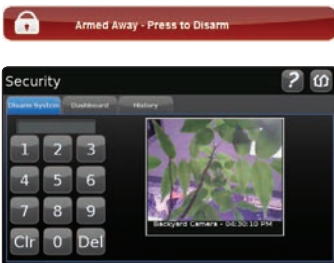 Armed Away - Press to Disarm
Security
?
Disarm System Dashboard History
1 2 3
4 5 6
7 8 9
Clr 0 Del
Backyard Camera - 04:30:10 PM